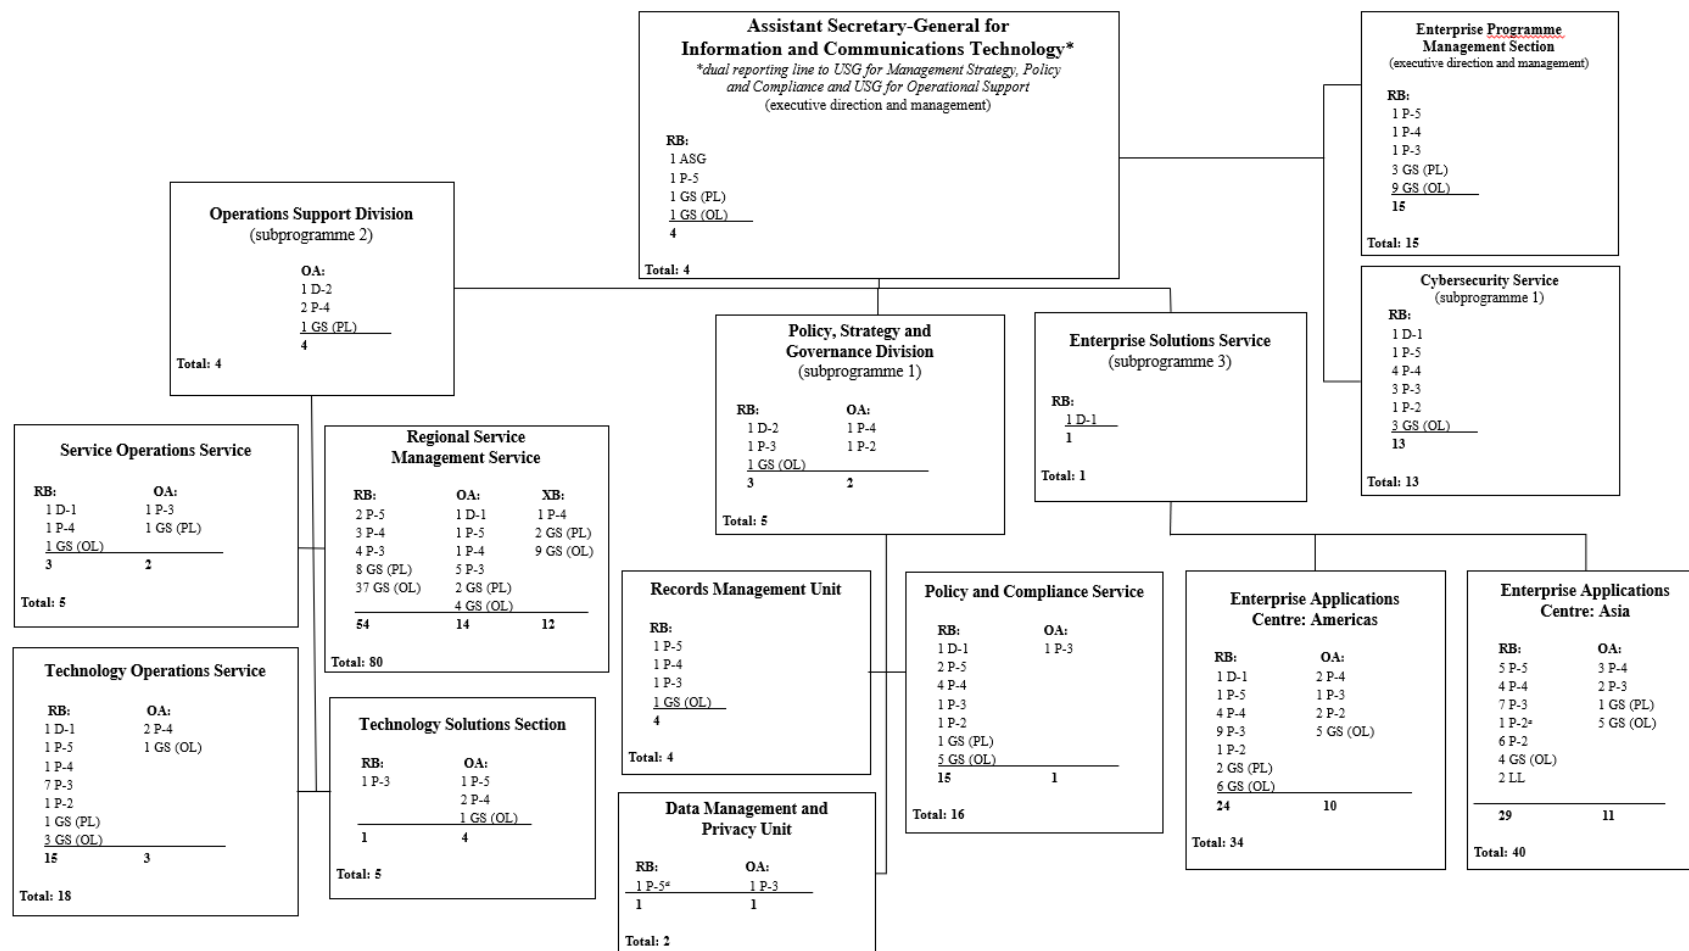 Assistant Secretary-General for
Information and Communications Technology*
*dual reporting line to USG for Management Strategy, Policy
and Compliance and USG for Operational Support
(executive direction and management)
RB:
1 ASG
1 P-5
1 GS (PL)
1 GS (OL)
4
Total: 4
Enterprise Programme
Management Section
(executive direction and management)
RB:
1 P-5
1 P-4
1 P-3
3 GS (PL)
9 GS (OL)
15
Total: 15
Cybersecurity Service
(subprogramme 1)
RB:
1 D-1
1 P-5
4 P-4
3 P-3
1 P-2
3 GS (OL)
13
Total: 13
Operations Support Division
(subprogramme 2)
OA:
1 D-2
2 P-4
1 GS (PL)
4
Total: 4
Policy, Strategy and
Governance Division
(subprogramme 1)
RB: OA:
1 D-2 1 P-4
1 P-3 1 P-2
1 GS (OL)
3 2
Total: 5
Enterprise Solutions Service
(subprogramme 3)
RB:
1 D-1
1
Total: 1
Service Operations Service
RB: OA:
1 D-1 1 P-3
1 P-4 1 GS (PL)
1 GS (OL)
3 2
Total: 5
Regional Service
Management Service
RB: OA: XB:
2 P-5 1 D-1 1 P-4
3 P-4 1 P-5 2 GS (PL)
4 P-3 1 P-4 9 GS (OL)
8 GS (PL) 5 P-3
37 GS (OL) 2 GS (PL)
4 GS (OL)
54 14 12
Total: 80
Technology Operations Service
RB: OA:
1 D-1 2 P-4
1 P-5 1 GS (OL)
1 P-4
7 P-3
1 P-2
1 GS (PL)
3 GS (OL)
15 3
Total: 18
Technology Solutions Section
RB: OA:
1 P-3 1 P-5
2 P-4
1 GS (OL)
1 4
Total: 5
Records Management Unit
RB:
1 P-5
1 P-4
1 P-3
1 GS (OL)
4
Total: 4
Policy and Compliance Service
RB: OA:
1 D-1 1 P-3
2 P-5
4 P-4
1 P-3
1 P-2
1 GS (PL)
5 GS (OL)
15 1
Total: 16
Data Management and
Privacy Unit
RB: OA:
1 P-5ª 1 P-3
1 1
Total: 2
Enterprise Applications
Centre: Americas
RB: OA:
1 D-1 2 P-4
1 P-5 1 P-3
4 P-4 2 P-2
9 P-3 5 GS (OL)
1 P-2
2 GS (PL)
6 GS (OL)
24 10
Total: 34
Enterprise Applications
Centre: Asia
RB: OA:
5 P-5 3 P-4
4 P-4 2 P-3
7 P-3 1 GS (PL)
1 P-2ª 5 GS (OL)
6 P-2
4 GS (OL)
2 LL
29 11
Total: 40